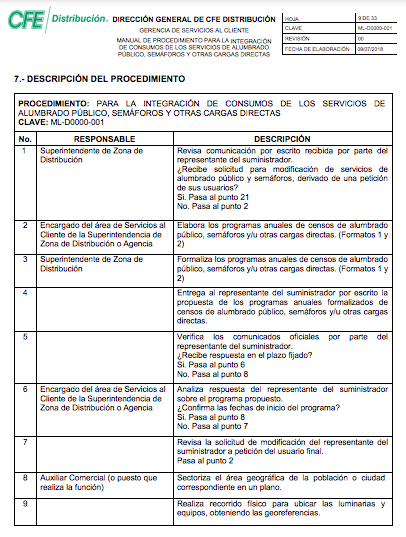 CFE Distribución® DIRECCIÓN GENERAL DE CFE DISTRIBUCIÓN
GERENCIA DE SERVICIOS AL CLIENTE
MANUAL DE PROCEDIMIENTO PARA LA INTEGRACIÓN
DE CONSUMOS DE LOS SERVICIOS DE ALUMBRADO
PÚBLICO, SEMÁFOROS Y OTRAS CARGAS DIRECTAS
HOJA 9 DE 33
CLAVE ML-D0000-001
REVISIÓN 00
FECHA DE ELABORACIÓN 09/07/2018
7.- DESCRIPCIÓN DEL PROCEDIMIENTO
PROCEDIMIENTO: PARA LA INTEGRACIÓN DE CONSUMOS DE LOS SERVICIOS DE
ALUMBRADO PÚBLICO, SEMÁFOROS Y OTRAS CARGAS DIRECTAS
CLAVE: ML-D0000-001
No. RESPONSABLE DESCRIPCIÓN
1 Superintendente de Zona de Revisa comunicación por escrito recibida por parte del
Distribución representante del suministrador.
¿Recibe solicitud para modificación de servicios de
alumbrado público y semáforos, derivado de una petición
de sus usuarios?
Si. Pasa al punto 21
No. Pasa al punto 2
2 Encargado del área de Servicios al Elabora los programas anuales de censos de alumbrado
Cliente de la Superintendencia de público, semáforos y/u otras cargas directas. (Formatos 1 y
Zona de Distribución o Agencia 2)
3 Superintendente de Zona de Formaliza los programas anuales de censos de alumbrado
Distribución público, semáforos y/u otras cargas directas. (Formatos 1 y
2)
4 Entrega al representante del suministrador por escrito la
propuesta de los programas anuales formalizados de
censos de alumbrado público, semáforos y/u otras cargas
directas.
5 Verifica los comunicados oficiales por parte del
representante del suministrador.
¿Recibe respuesta en el plazo fijado?
Si. Pasa al punto 6
No. Pasa al punto 8
6 Encargado del área de Servicios al Analiza respuesta del representante del suministrador
Cliente de la Superintendencia de sobre el programa propuesto.
Zona de Distribución o Agencia ¿Confirma las fechas de inicio del programa?
Si. Pasa al punto 8
No. Pasa al punto 7
7 Revisa la solicitud de modificación del representante del
suministrador a petición del usuario final.
Pasa al punto 2
8 Auxiliar Comercial (o puesto que Sectoriza el área geográfica de la población o ciudad
realiza la función) correspondiente en un plano.
9 Realiza recorrido físico para ubicar las luminarias y
equipos, obteniendo las georeferencias.